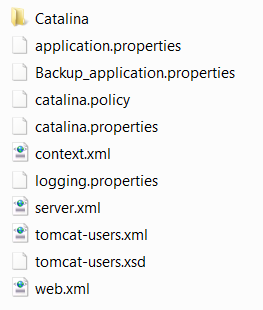 Catalina
application.properties
Backup_application.properties
catalina.policy
catalina.properties
context.xml
logging.properties
server.xml
tomcat-users.xml
tomcat-users.xsd
web.xml